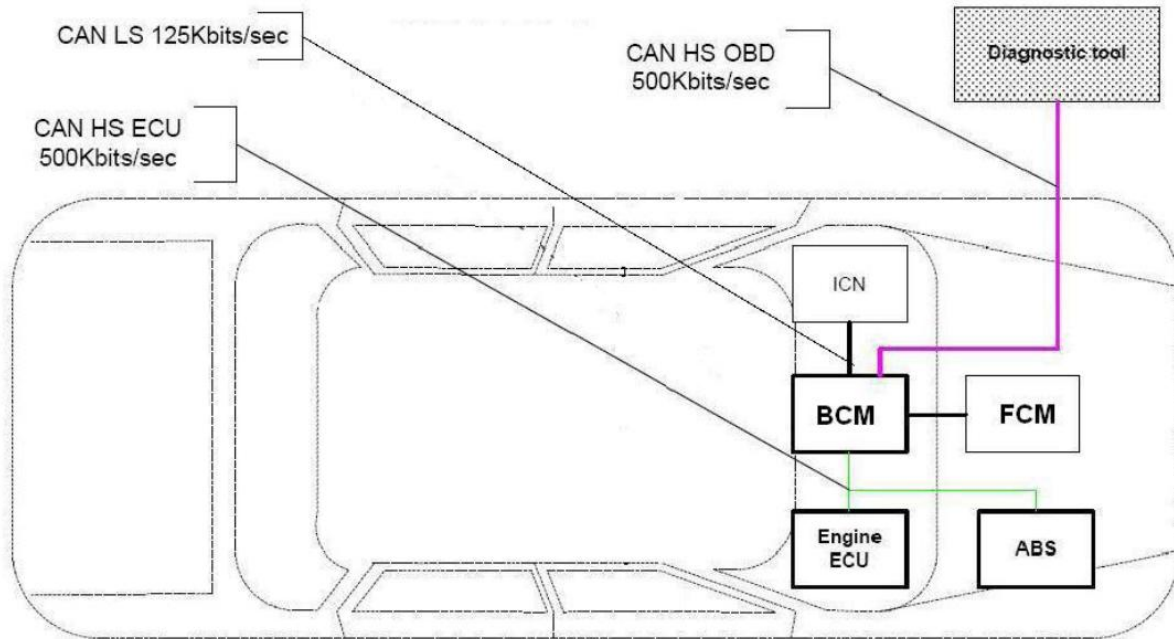 CAN LS 125Kbits/sec
CAN HS OBD
500Kbits/sec
Diagnostic tool
CAN HS ECU
500Kbits/sec
ICN
BCM
FCM
Engine
ECU
ABS